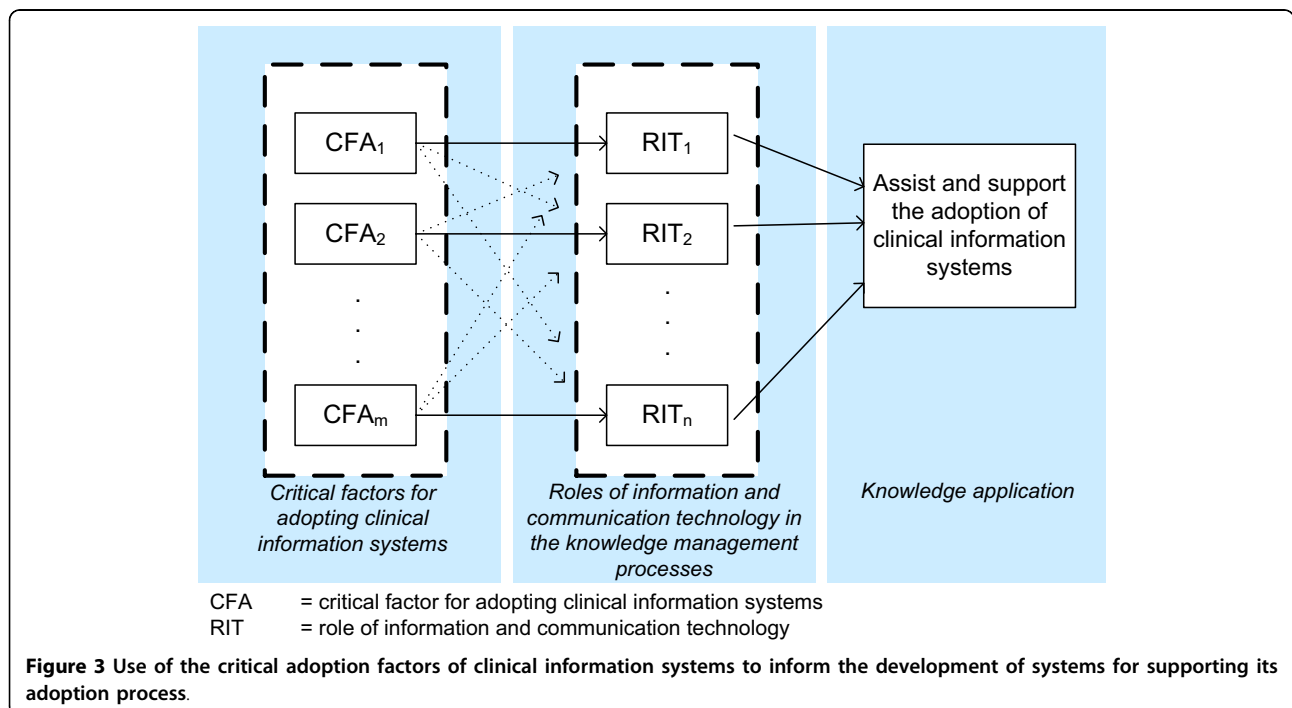 CFA₁
RIT₁
CFA₂
RIT₂
Assist and support
the adoption of
clinical information
systems
.
.
.
.
.
.
CFAₘ
RITₙ
Critical factors for
adopting clinical
information systems
Roles of information and
communication technology in
the knowledge management
processes
Knowledge application
CFA = critical factor for adopting clinical information systems
RIT = role of information and communication technology
Figure 3 Use of the critical adoption factors of clinical information systems to inform the development of systems for supporting its
adoption process.